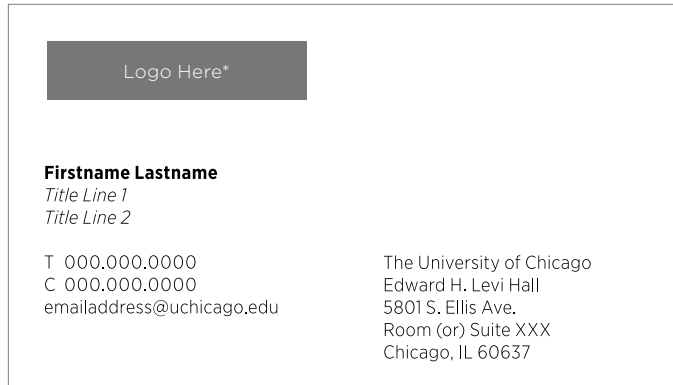 Logo Here*
Firstname Lastname
Title Line 1
Title Line 2
T 000.000.0000
C 000.000.0000
emailaddress@uchicago.edu
The University of Chicago
Edward H. Levi Hall
5801 S. Ellis Ave.
Room (or) Suite XXX
Chicago, IL 60637